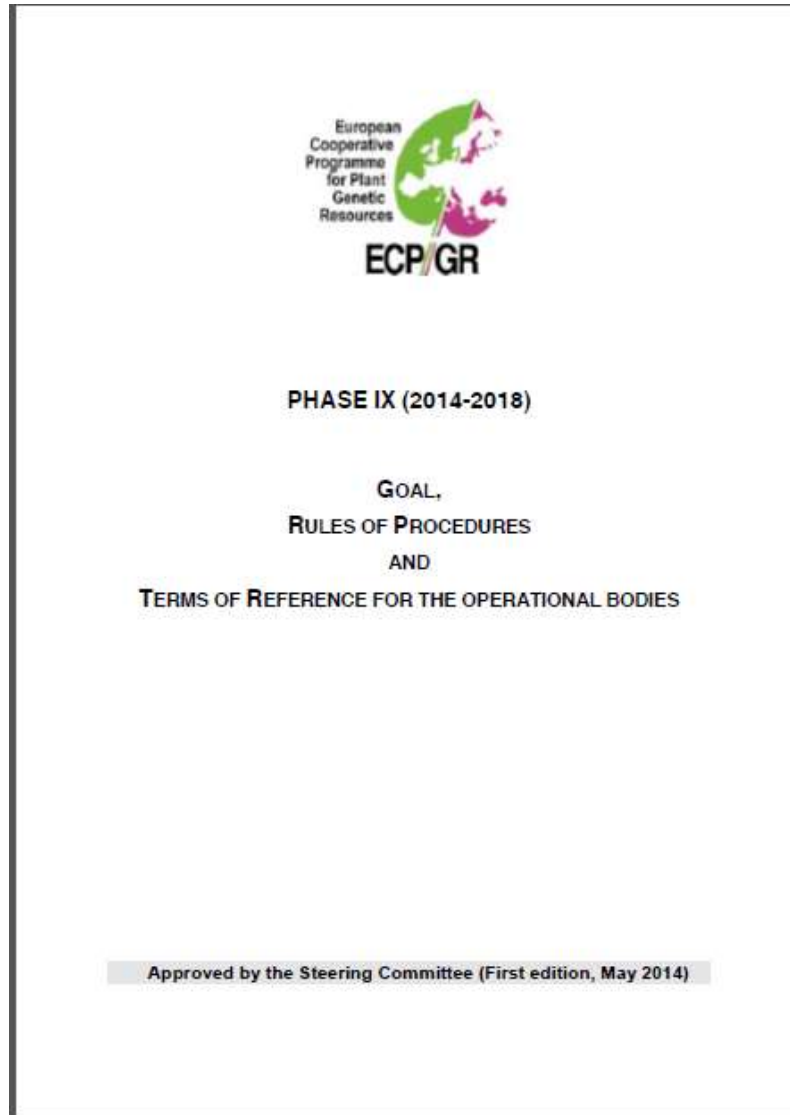 European
Cooperative
Programme
for Plant
Genetic
Resources
ECP/GR
PHASE IX (2014-2018)
GOAL,
RULES OF PROCEDURES
AND
TERMS OF REFERENCE FOR THE OPERATIONAL BODIES
Approved by the Steering Committee (First edition, May 2014)